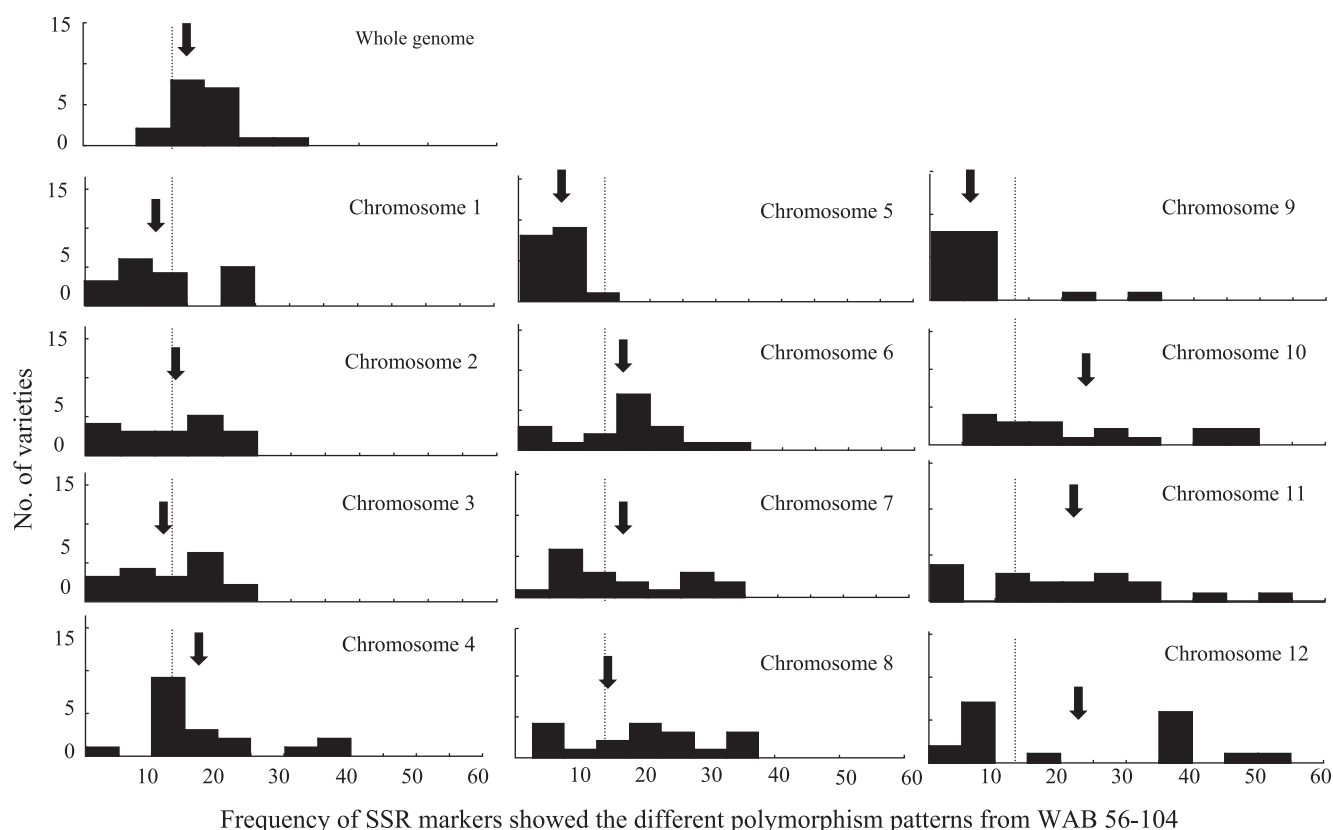 15
Whole genome
5
0
15
Chromosome 1
Chromosome 5
Chromosome 9
5
0
15
Chromosome 2
Chromosome 6
Chromosome 10
5
0
No. of varieties
15
Chromosome 3
Chromosome 7
Chromosome 11
5
0
15
Chromosome 4
Chromosome 8
Chromosome 12
5
0
10 20 30 40 50 60 10 20 30 40 50 60 10 20 30 40 50 60
Frequency of SSR markers showed the different polymorphism patterns from WAB 56-104